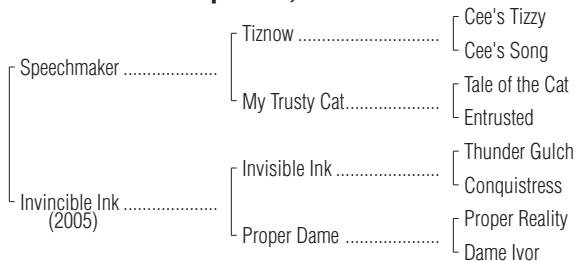 Cee's Tizzy
Tiznow ........................
Cee's Song
Speechmaker ................
Tale of the Cat
My Trusty Cat................
Entrusted
Thunder Gulch
Invisible Ink ..................
Conquistress
Invincible Ink ................
(2005)
Proper Reality
Proper Dame ................
Dame Ivor